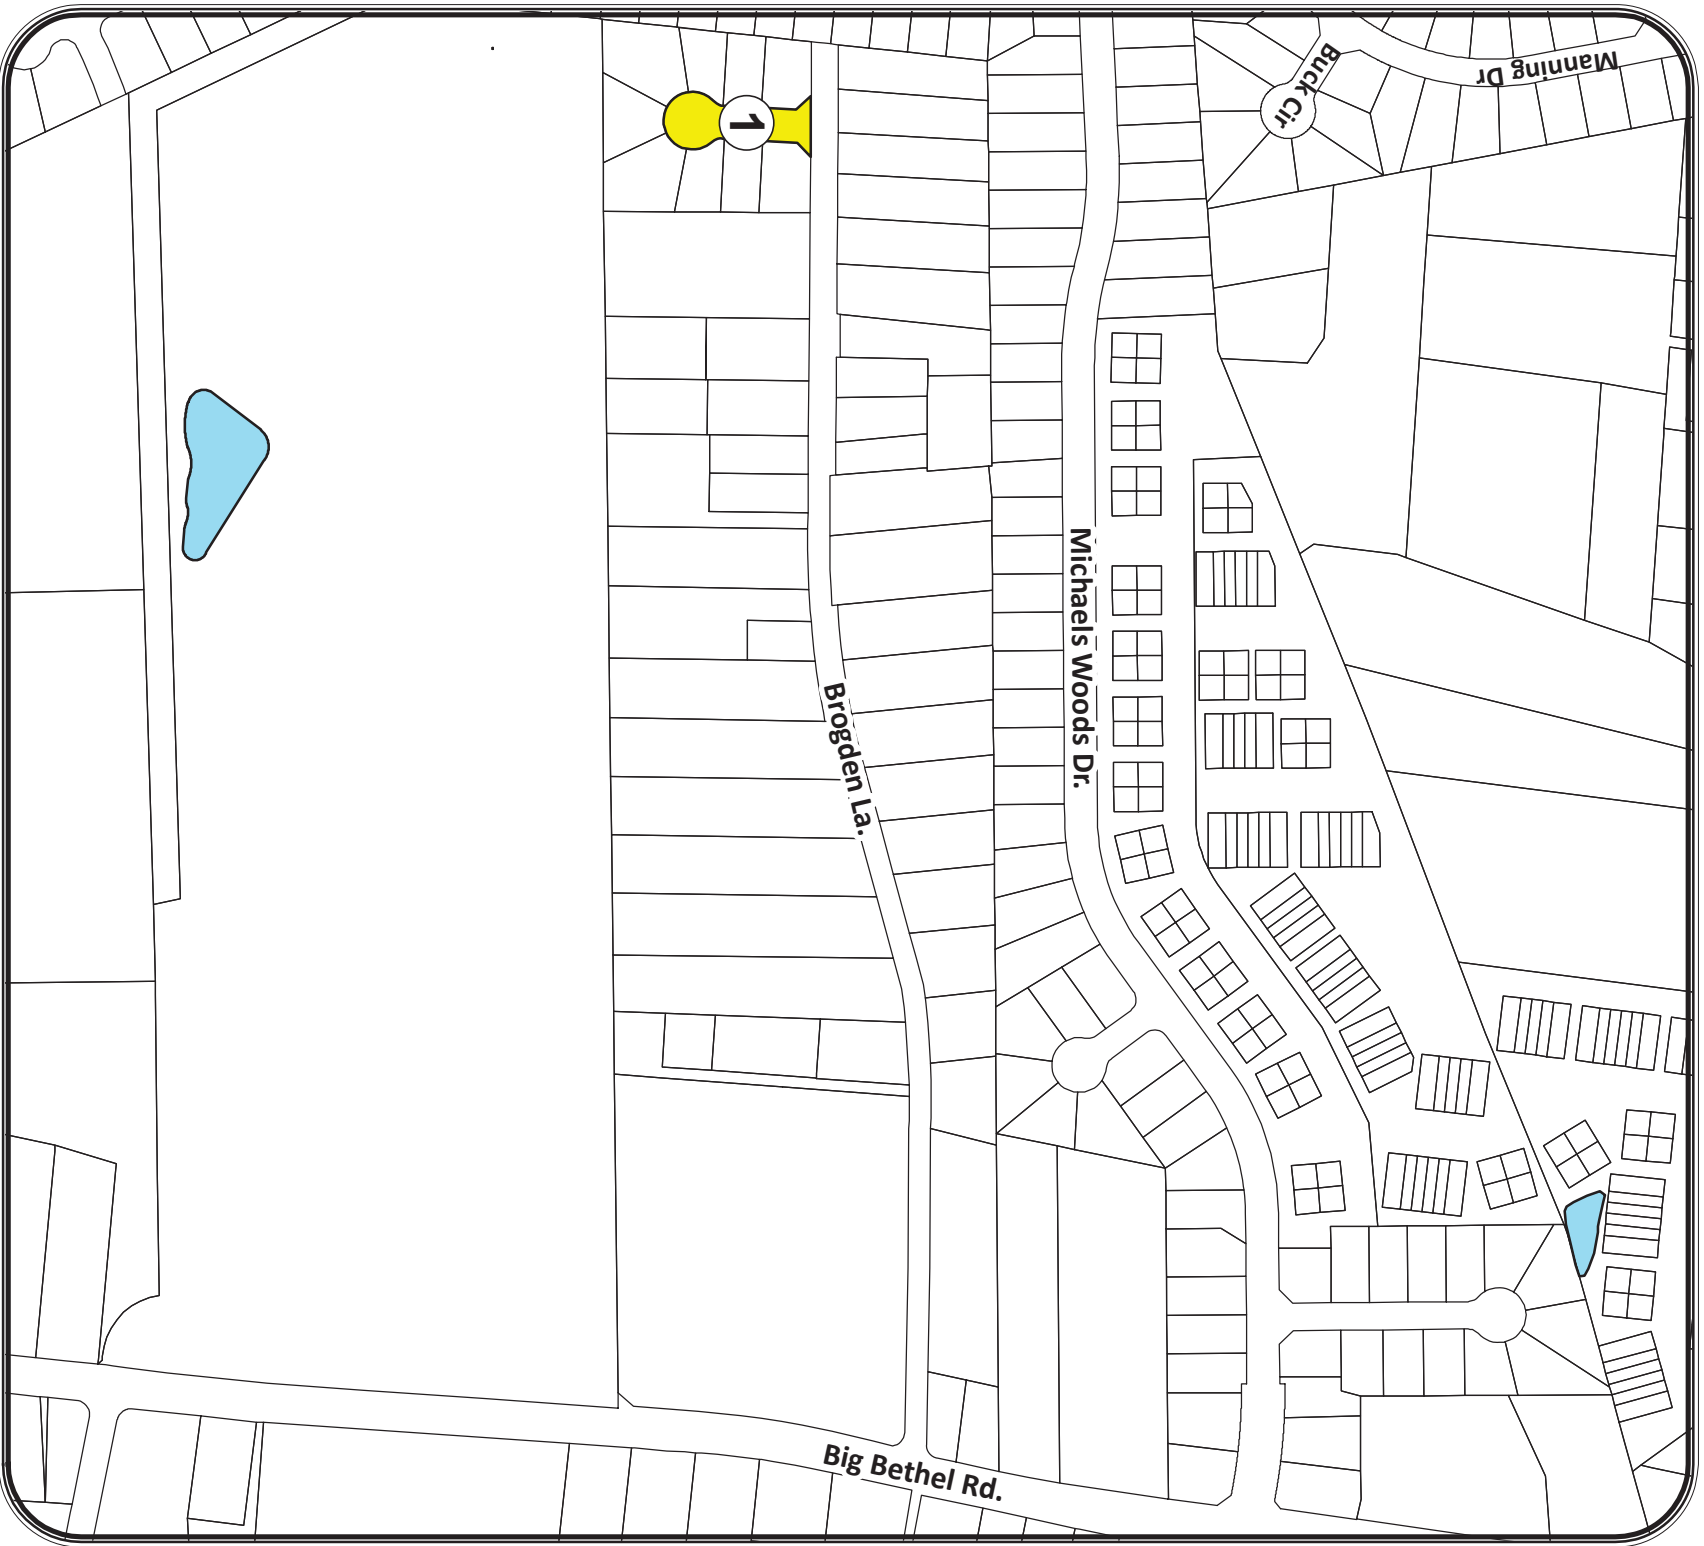 Manning Dr
Buck Cir
1
Michaels Woods Dr.
Brogden La.
Big Bethel Rd.